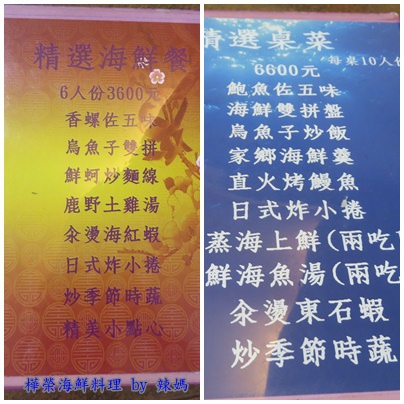 精選海鮮餐
6人份3600元
香螺佐五味
烏魚子雙拼
鮮蚵炒麵線
鹿野土雞湯
汆燙海紅蝦
日式炸小捲
炒季節時蔬
精美小點心
樺榮海鮮料理 by 辣媽
精選桌菜
每桌10人份
6600元
鮑魚佐五味
海鮮雙拼盤
烏魚子炒飯
家鄉海鮮羹
直火烤鰻魚
日式炸小捲
蒸海上鮮(兩吃
鮮海魚湯(兩吃
汆燙東石蝦
炒季節時蔬